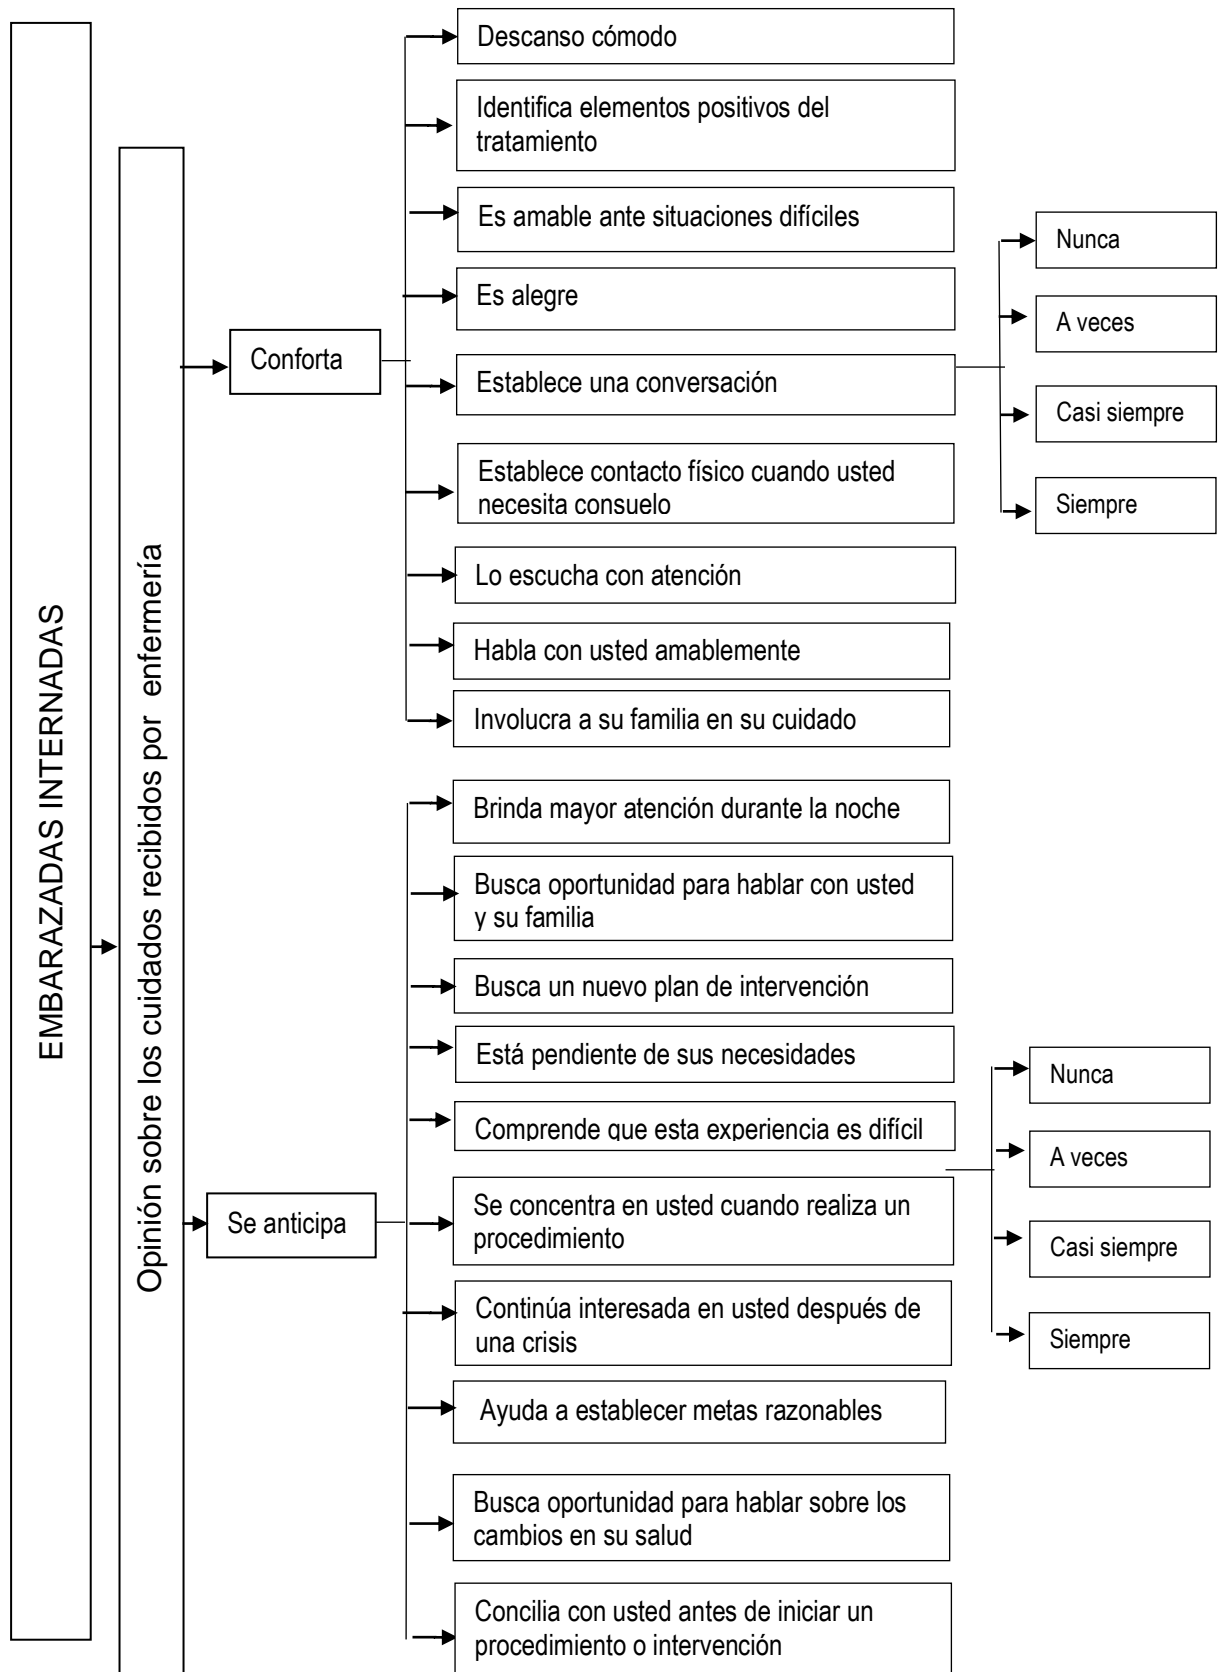 EMBARAZADAS INTERNADAS
Opinión sobre los cuidados recibidos por enfermería
Conforta
Descanso cómodo
Identifica elementos positivos del
tratamiento
Es amable ante situaciones difíciles
Es alegre
Establece una conversación
Establece contacto físico cuando usted
necesita consuelo
Lo escucha con atención
Habla con usted amablemente
Involucra a su familia en su cuidado
Nunca
A veces
Casi siempre
Siempre
Se anticipa
Brinda mayor atención durante la noche
Busca oportunidad para hablar con usted
y su familia
Busca un nuevo plan de intervención
Está pendiente de sus necesidades
Comprende que esta experiencia es difícil
Se concentra en usted cuando realiza un
procedimiento
Continúa interesada en usted después de
una crisis
Ayuda a establecer metas razonables
Busca oportunidad para hablar sobre los
cambios en su salud
Concilia con usted antes de iniciar un
procedimiento o intervención
Nunca
A veces
Casi siempre
Siempre